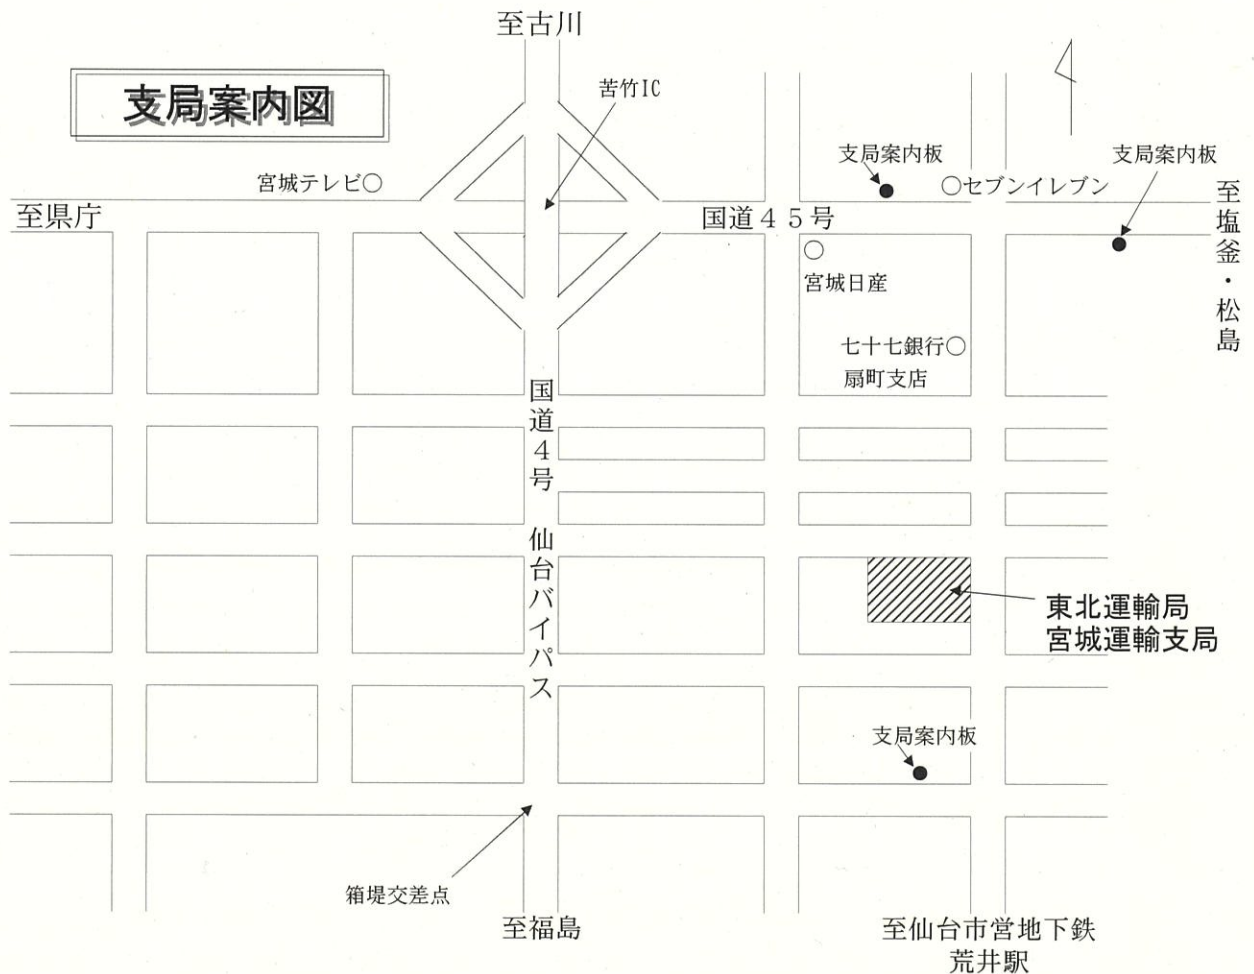 至古川
支局案内図
苦竹IC
支局案内板
支局案内板
宮城テレビ○
○セブンイレブン
至県庁
国道４５号
至塩釜・松島
○
宮城日産
七十七銀行○
扇町支店
国道４号　仙台バイパス
東北運輸局
宮城運輸支局
支局案内板
箱堤交差点
至福島
至仙台市営地下鉄
荒井駅